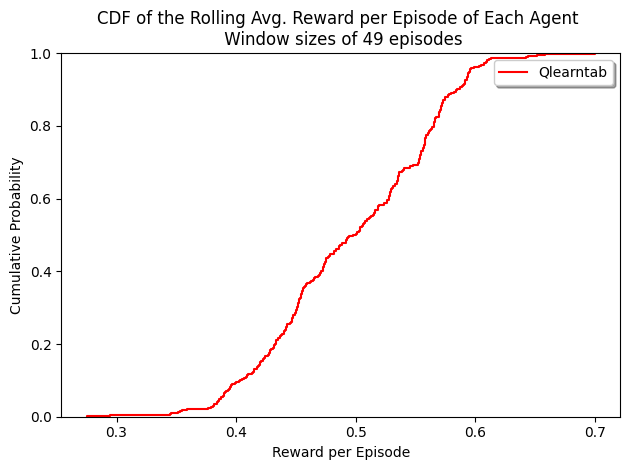 CDF of the Rolling Avg. Reward per Episode of Each Agent
Window sizes of 49 episodes
Qlearntab
Cumulative Probability
1.0
0.8
0.6
0.4
0.2
0.0
0.3
0.4
0.5
0.6
0.7
Reward per Episode